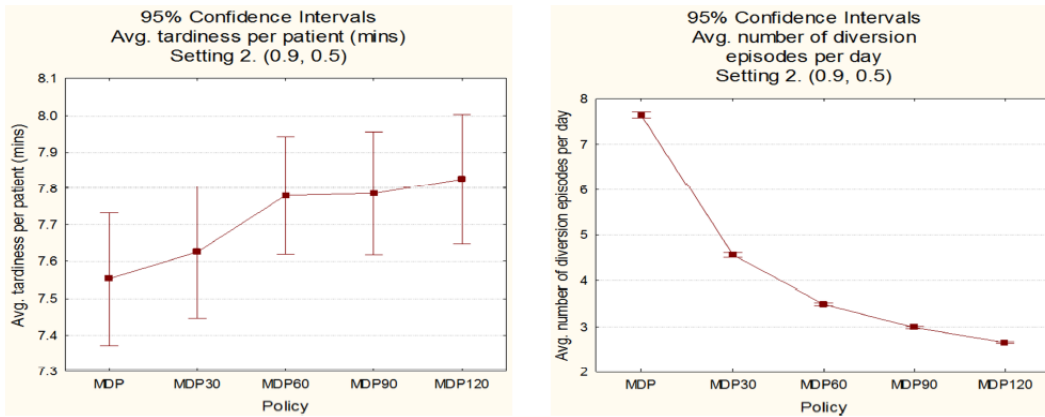 95% Confidence Intervals
Avg. tardiness per patient (mins)
Setting 2. (0.9, 0.5)
Avg. tardiness per patient (mins)
8.1
8.0
7.9
7.8
7.7
7.6
7.5
7.4
7.3
MDP MDP30 MDP60 MDP90 MDP120
Policy
95% Confidence Intervals
Avg. number of diversion
episodes per day
Setting 2. (0.9, 0.5)
Avg. number of diversion episodes per day
8
7
6
5
4
3
2
MDP MDP30 MDP60 MDP90 MDP120
Policy